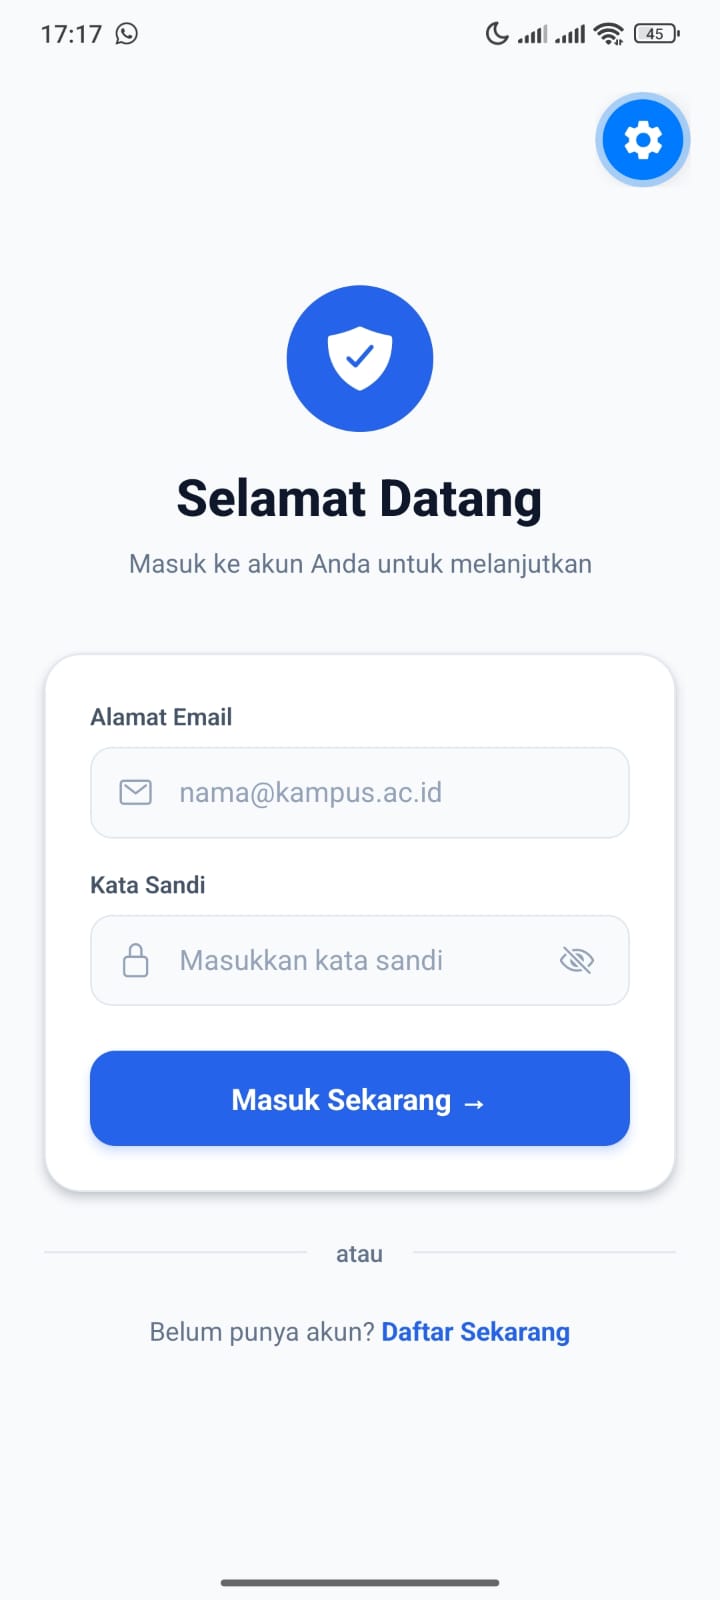 17:17
45
Selamat Datang
Masuk ke akun Anda untuk melanjutkan
Alamat Email
nama@kampus.ac.id
Kata Sandi
Masukkan kata sandi
Masuk Sekarang →
atau
Belum punya akun? Daftar Sekarang